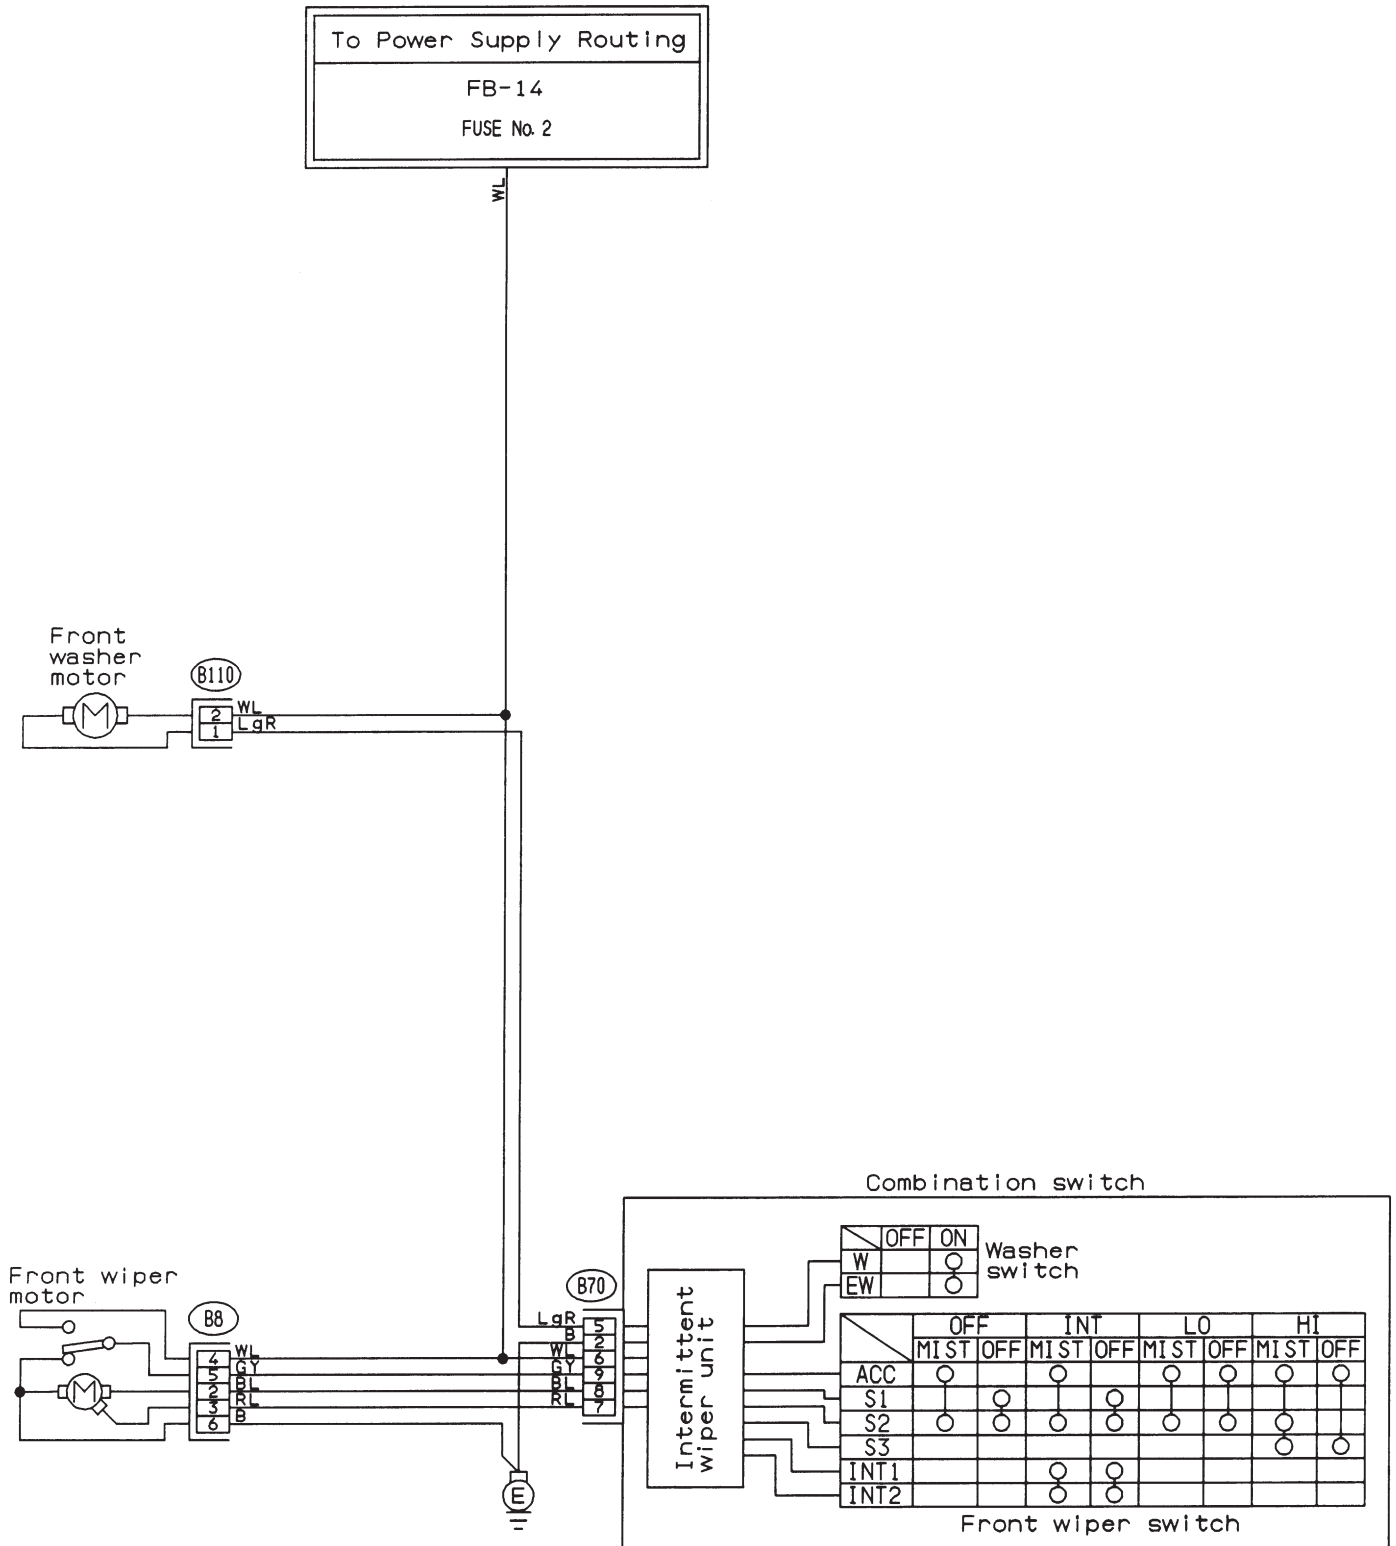 To Power Supply Routing
FB-14
FUSE No. 2
WL
Front
washer
motor
B110
M
2 WL
1 LgR
Combination switch
OFF ON
W
EW
Washer
switch
Front wiper
motor
B8
M
4 WL
5 GY
2 BL
3 RL
6 B
B70
LgR 5
B 2
WL 6
GY 9
BL 8
RL 7
E
Intermittent
wiper unit
OFF INT LO HI
MIST OFF MIST OFF MIST OFF MIST OFF
ACC
S1
S2
S3
INT1
INT2
Front wiper switch